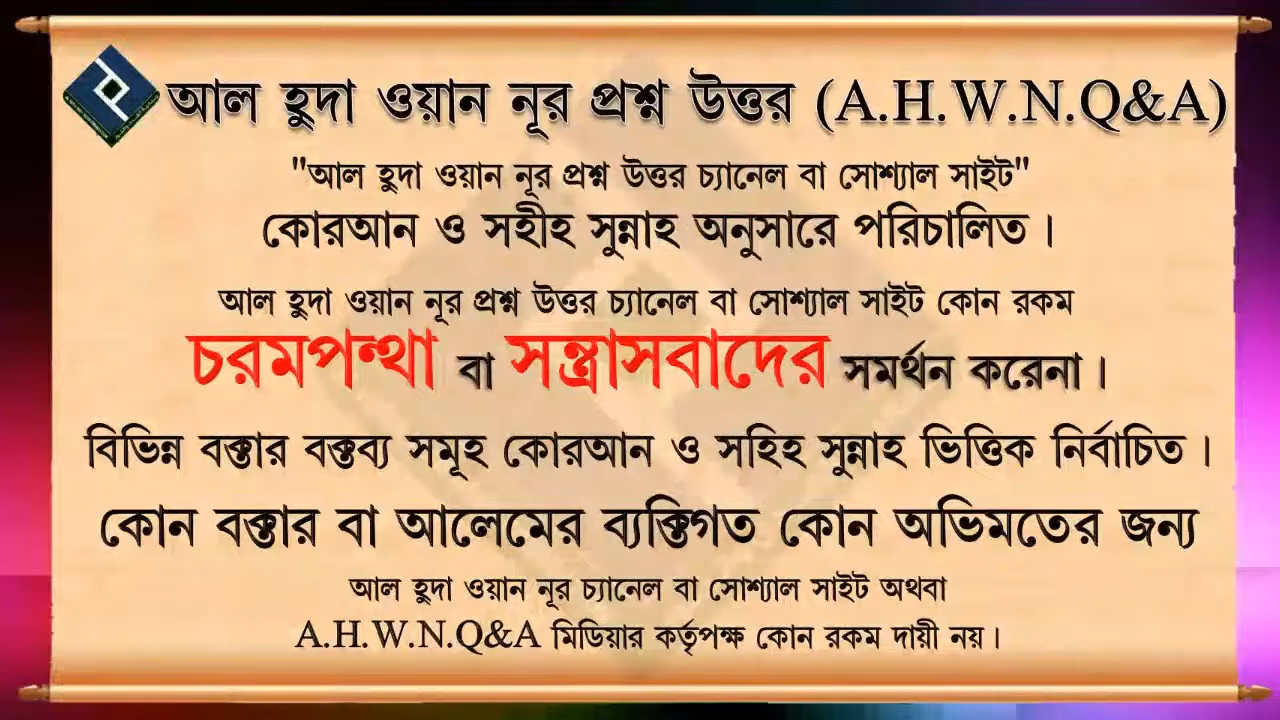 আল হুদা ওয়ান নূর প্রশ্ন উত্তর (A.H.W.N.Q&A)
"আল হুদা ওয়ান নূর প্রশ্ন উত্তর চ্যানেল বা সোশ্যাল সাইট"
কোরআন ও সহীহ সুন্নাহ অনুসারে পরিচালিত।
আল হুদা ওয়ান নূর প্রশ্ন উত্তর চ্যানেল বা সোশ্যাল সাইট কোন রকম
চরমপন্থা বা সন্ত্রাসবাদের সমর্থন করেনা।
বিভিন্ন বক্তার বক্তব্য সমূহ কোরআন ও সহিহ সুন্নাহ ভিত্তিক নির্বাচিত।
কোন বক্তার বা আলেমের ব্যক্তিগত কোন অভিমতের জন্য
আল হুদা ওয়ান নূর চ্যানেল বা সোশ্যাল সাইট অথবা
A.H.W.N.Q&A মিডিয়ার কর্তৃপক্ষ কোন রকম দায়ী নয়।